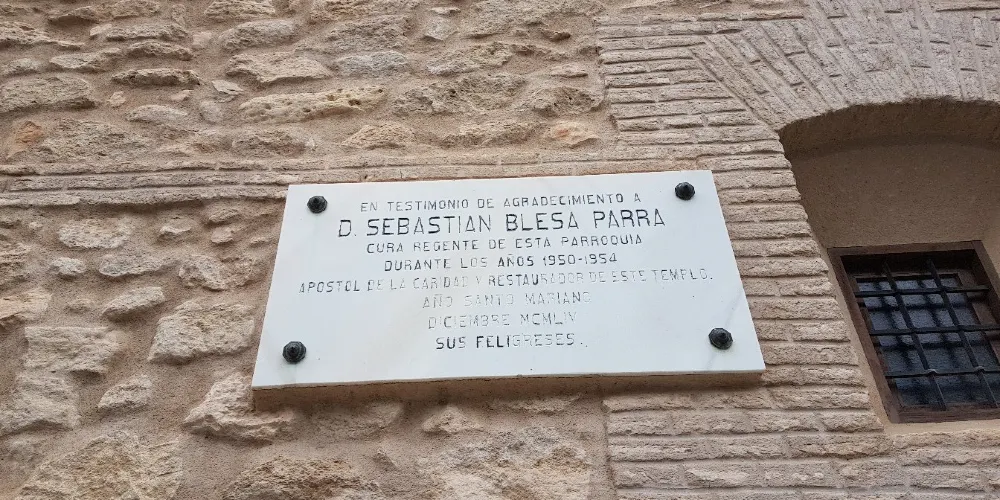 EN TESTIMONIO DE AGRADECIMIENTO A
D. SEBASTIAN BLESA PARRA
CURA REGENTE DE ESTA PARROQUIA
DURANTE LOS AÑOS 1950-1954
APOSTOL DE LA CARIDAD Y RESTAURADOR DE ESTE TEMPLO.
AÑO SANTO MARIANO
DICIEMBRE MCMLIV
SUS FELIGRESES.